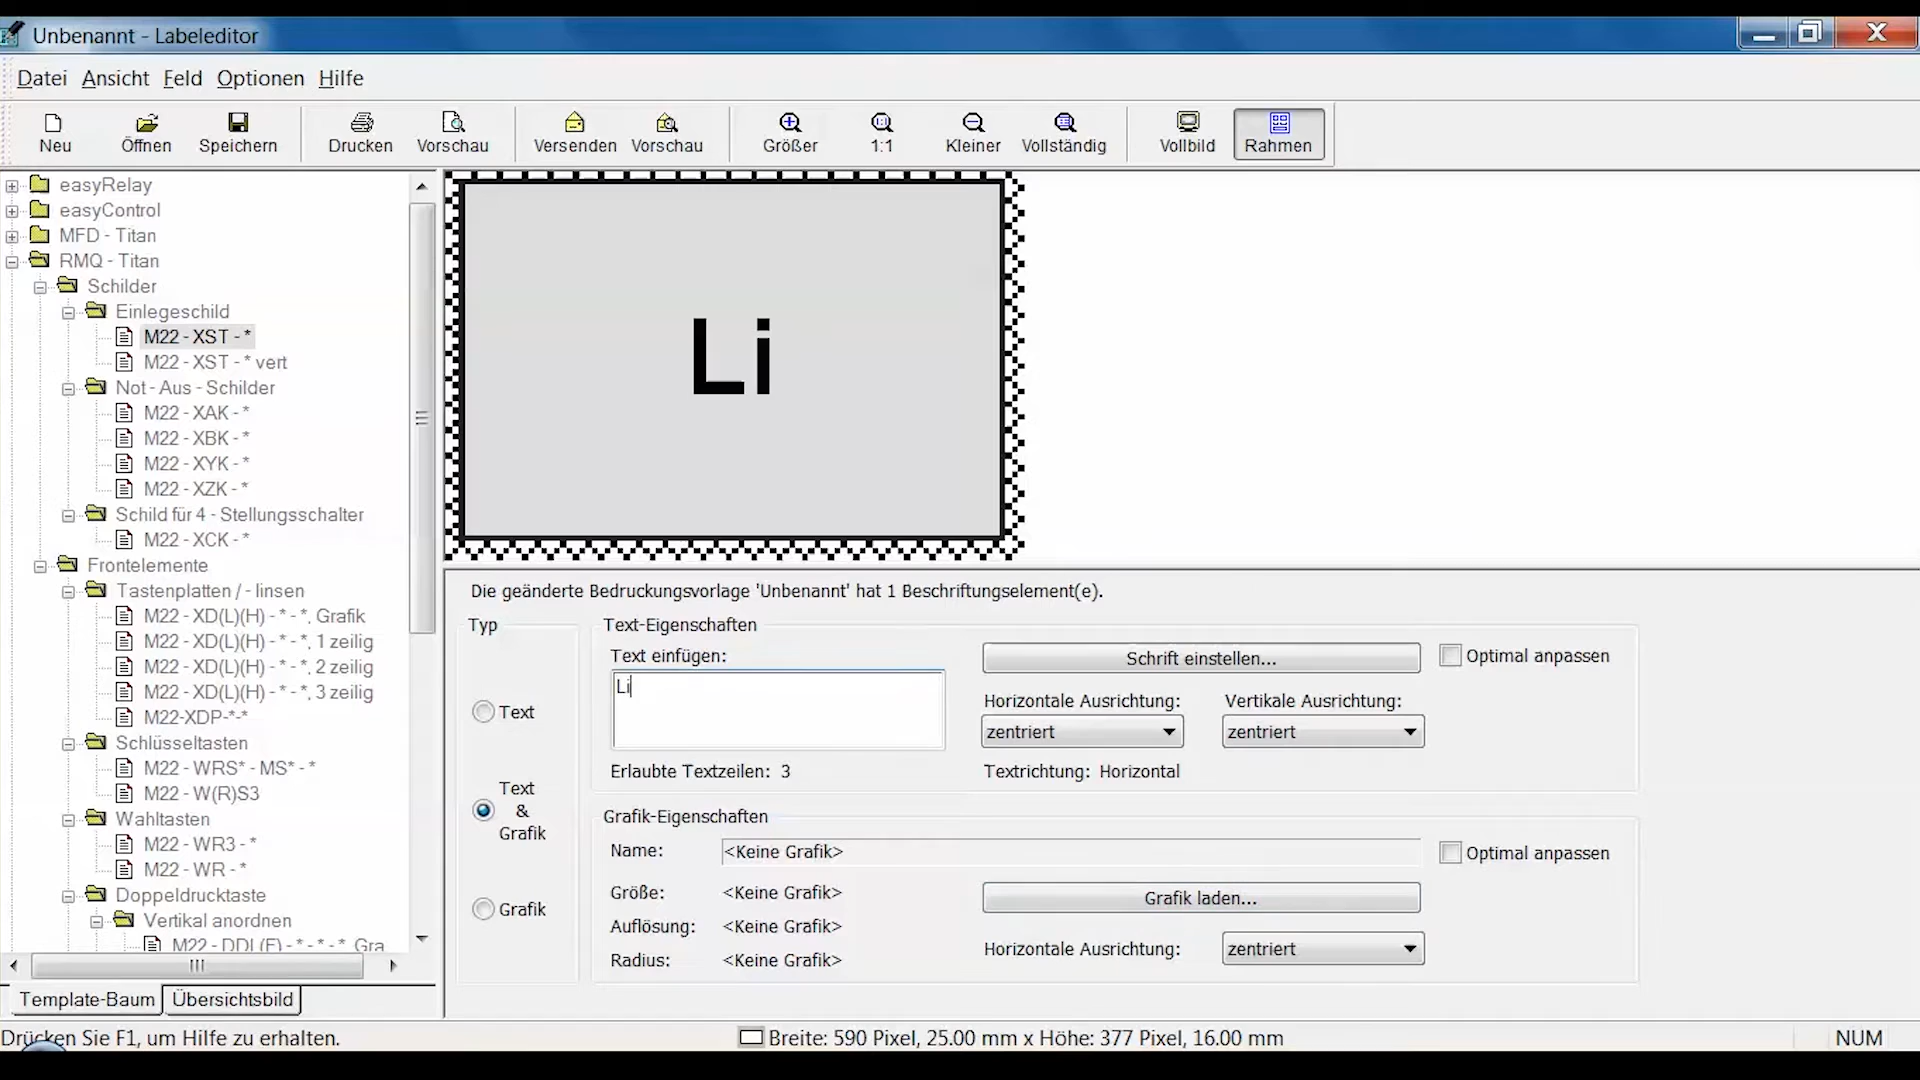 Unbenannt - Labeleditor
Datei Ansicht Feld Optionen Hilfe
Neu Öffnen Speichern Drucken Vorschau Versenden Vorschau Größer 1:1 Kleiner Vollständig Vollbild Rahmen
easyRelay
easyControl
MFD - Titan
RMQ - Titan
Schilder
Einlegeschild
M22 - XST - *
M22 - XST - * vert
Not - Aus - Schilder
M22 - XAK - *
M22 - XBK - *
M22 - XYK - *
M22 - XZK - *
Schild für 4 - Stellungsschalter
M22 - XCK - *
Frontelemente
Tastenplatten / - linsen
M22 - XD(L)(H) - * - *, Grafik
M22 - XD(L)(H) - * - *, 1 zeilig
M22 - XD(L)(H) - * - *, 2 zeilig
M22 - XD(L)(H) - * - *, 3 zeilig
M22-XDP-*-*
Schlüsseltasten
M22 - WRS* - MS* - *
M22 - W(R)S3
Wahltasten
M22 - WR3 - *
M22 - WR - *
Doppeldrucktaste
Vertikal anordnen
M22 - DDL(F) - * - * - *, Gra
Template-Baum Übersichtsbild
Li
Die geänderte Bedruckungsvorlage 'Unbenannt' hat 1 Beschriftungselement(e).
Typ
Text
Text
&
Grafik
Grafik
Text-Eigenschaften
Text einfügen:
Li
Erlaubte Textzeilen: 3
Schrift einstellen...
Optimal anpassen
Horizontale Ausrichtung: Vertikale Ausrichtung:
zentriert zentriert
Textrichtung: Horizontal
Grafik-Eigenschaften
Name: <Keine Grafik>
Optimal anpassen
Größe: <Keine Grafik>
Grafik laden...
Auflösung: <Keine Grafik>
Radius: <Keine Grafik>
Horizontale Ausrichtung: zentriert
Drücken Sie F1, um Hilfe zu erhalten.
Breite: 590 Pixel, 25.00 mm x Höhe: 377 Pixel, 16.00 mm
NUM